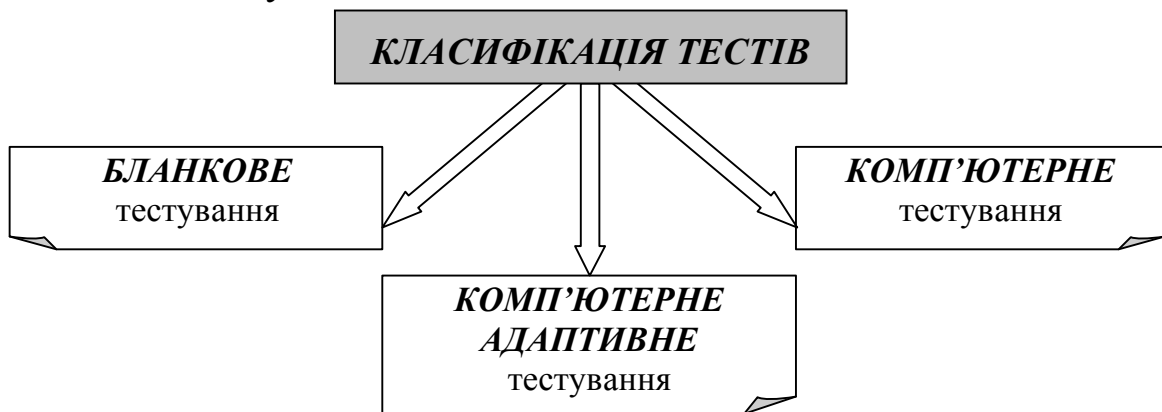 КЛАСИФІКАЦІЯ ТЕСТІВ
БЛАНКОВЕ
тестування
КОМП’ЮТЕРНЕ
тестування
КОМП’ЮТЕРНЕ
АДАПТИВНЕ
тестування